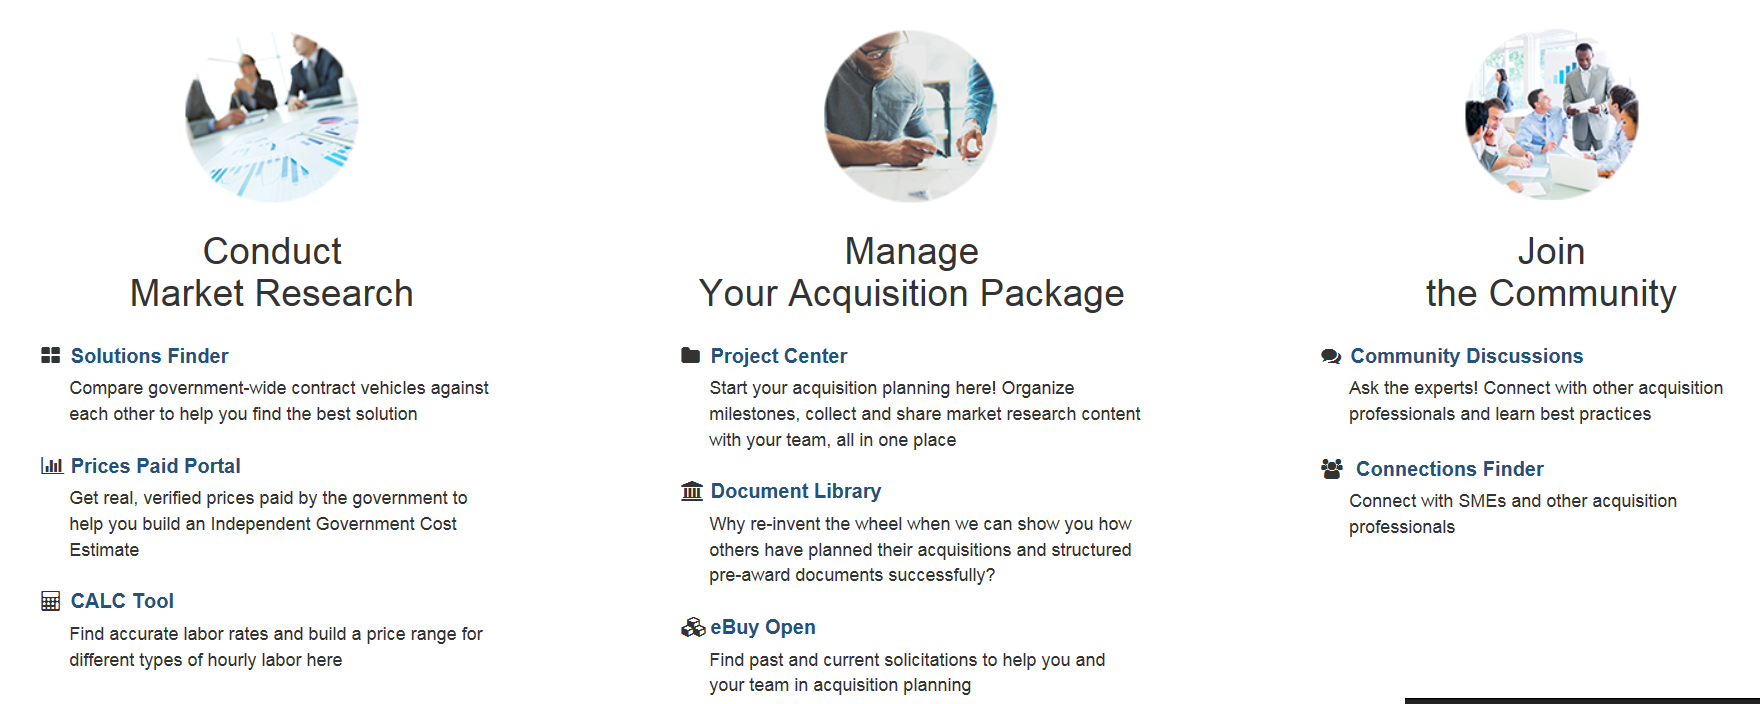 Conduct
Market Research
Solutions Finder
Compare government-wide contract vehicles against
each other to help you find the best solution
Prices Paid Portal
Get real, verified prices paid by the government to
help you build an Independent Government Cost
Estimate
CALC Tool
Find accurate labor rates and build a price range for
different types of hourly labor here
Manage
Your Acquisition Package
Project Center
Start your acquisition planning here! Organize
milestones, collect and share market research content
with your team, all in one place
Document Library
Why re-invent the wheel when we can show you how
others have planned their acquisitions and structured
pre-award documents successfully?
eBuy Open
Find past and current solicitations to help you and
your team in acquisition planning
Join
the Community
Community Discussions
Ask the experts! Connect with other acquisition
professionals and learn best practices
Connections Finder
Connect with SMEs and other acquisition
professionals